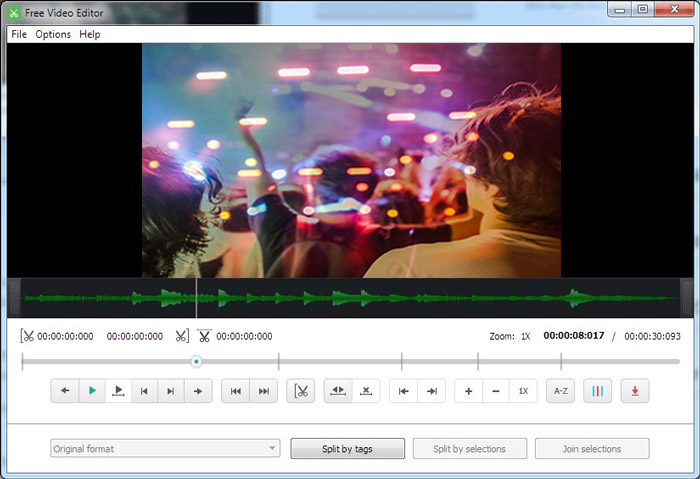 Free Video Editor
File Options Help
00:00:00:000 00:00:00:000 00:00:00:000 Zoom: 1X 00:00:08:017 / 00:00:30:093
1X A-Z
Original format Split by tags Split by selections Join selections